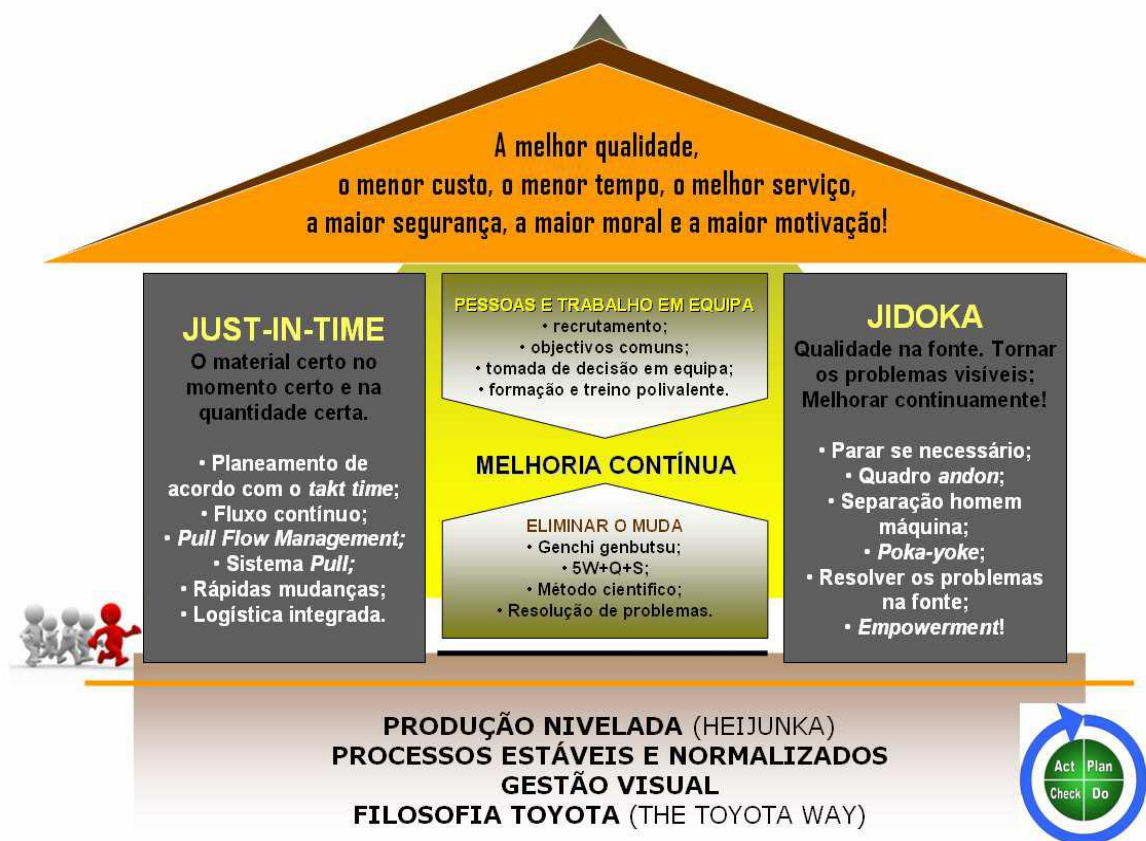 A melhor qualidade,
o menor custo, o menor tempo, o melhor serviço,
a maior segurança, a maior moral e a maior motivação!
JUST-IN-TIME
O material certo no
momento certo e na
quantidade certa.
• Planeamento de
acordo com o takt time;
• Fluxo contínuo;
• Pull Flow Management;
• Sistema Pull;
• Rápidas mudanças;
• Logística integrada.
PESSOAS E TRABALHO EM EQUIPA
• recrutamento;
• objectivos comuns;
• tomada de decisão em equipa;
• formação e treino polivalente.
MELHORIA CONTÍNUA
ELIMINAR O MUDA
• Genchi genbutsu;
• 5W+Q+S;
• Método cientifico;
• Resolução de problemas.
JIDOKA
Qualidade na fonte. Tornar
os problemas visíveis;
Melhorar continuamente!
• Parar se necessário;
• Quadro andon;
• Separação homem
máquina;
• Poka-yoke;
• Resolver os problemas
na fonte;
• Empowerment!
PRODUÇÃO NIVELADA (HEIJUNKA)
PROCESSOS ESTÁVEIS E NORMALIZADOS
GESTÃO VISUAL
FILOSOFIA TOYOTA (THE TOYOTA WAY)
Act Plan
Check Do